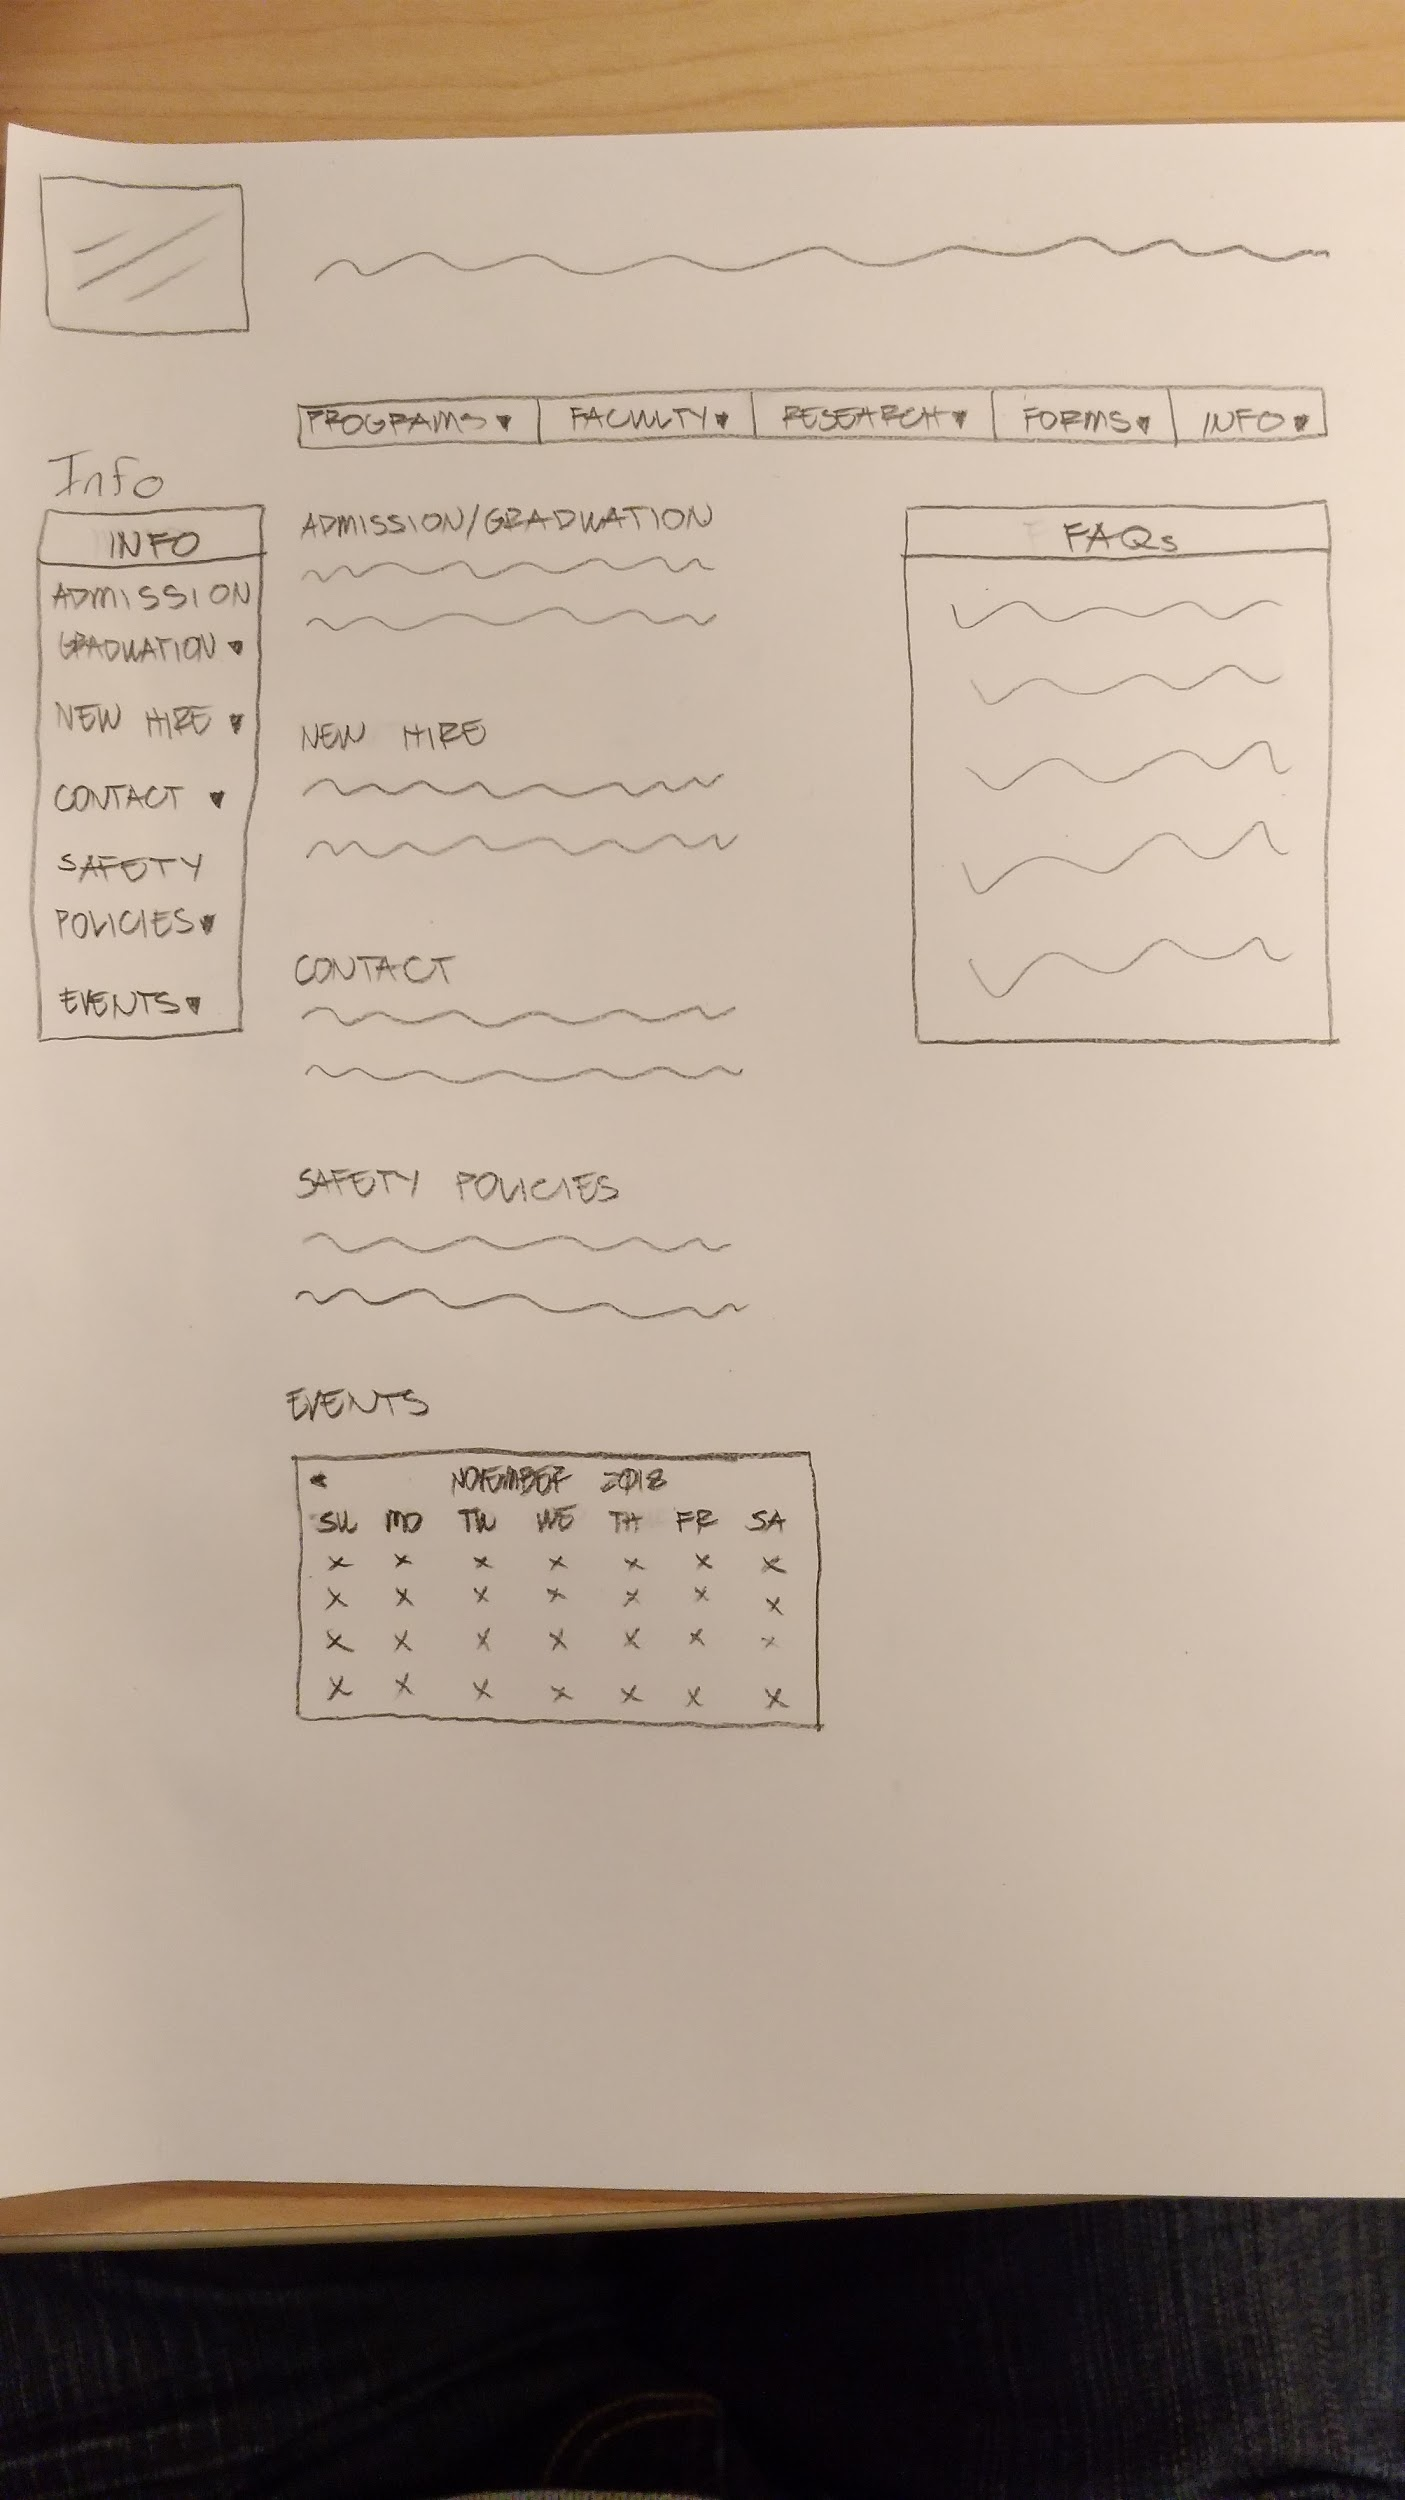 PROGRAMS FACULTY RESEARCH FORMS INFO
Info
INFO
ADMISSION
GRADUATION
NEW HIRE
CONTACT
SAFETY
POLICIES
EVENTS
ADMISSION/GRADUATION
NEW HIRE
CONTACT
SAFETY POLICIES
EVENTS
NOVEMBER 2018
SU MO TU WE TH FR SA
x x x x x x x
x x x x x x x
x x x x x x x
x x x x x x x
FAQs